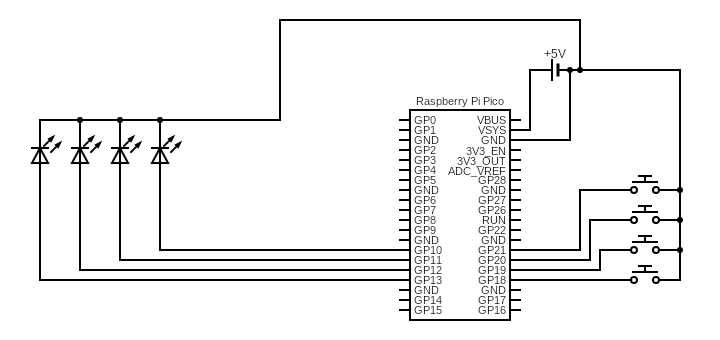 +5V
Raspberry Pi Pico
GP0 VBUS
GP1 VSYS
GND GND
GP2 3V3_EN
GP3 3V3_OUT
GP4 ADC_VREF
GP5 GP28
GND GND
GP6 GP27
GP7 GP26
GP8 RUN
GP9 GP22
GND GND
GP10 GP21
GP11 GP20
GP12 GP19
GP13 GP18
GND GND
GP14 GP17
GP15 GP16